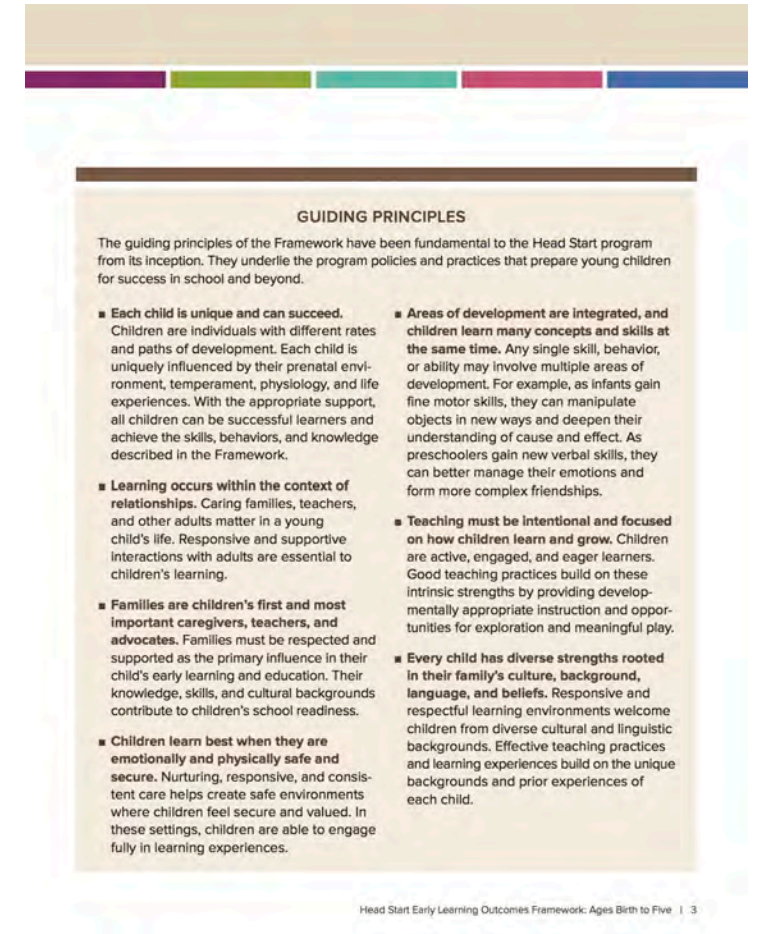 GUIDING PRINCIPLES
The guiding principles of the Framework have been fundamental to the Head Start program
from its inception. They underlie the program policies and practices that prepare young children
for success in school and beyond.
■ Each child is unique and can succeed.
Children are individuals with different rates
and paths of development. Each child is
uniquely influenced by their prenatal envi-
ronment, temperament, physiology, and life
experiences. With the appropriate support,
all children can be successful learners and
achieve the skills, behaviors, and knowledge
described in the Framework.
■ Learning occurs within the context of
relationships. Caring families, teachers,
and other adults matter in a young
child's life. Responsive and supportive
interactions with adults are essential to
children's learning.
■ Families are children's first and most
important caregivers, teachers, and
advocates. Families must be respected and
supported as the primary influence in their
child's early learning and education. Their
knowledge, skills, and cultural backgrounds
contribute to children's school readiness.
■ Children learn best when they are
emotionally and physically safe and
secure. Nurturing, responsive, and consis-
tent care helps create safe environments
where children feel secure and valued. In
these settings, children are able to engage
fully in learning experiences.
■ Areas of development are integrated, and
children learn many concepts and skills at
the same time. Any single skill, behavior,
or ability may involve multiple areas of
development. For example, as infants gain
fine motor skills, they can manipulate
objects in new ways and deepen their
understanding of cause and effect. As
preschoolers gain new verbal skills, they
can better manage their emotions and
form more complex friendships.
■ Teaching must be intentional and focused
on how children learn and grow. Children
are active, engaged, and eager learners.
Good teaching practices build on these
intrinsic strengths by providing develop-
mentally appropriate instruction and oppor-
tunities for exploration and meaningful play.
■ Every child has diverse strengths rooted
in their family's culture, background,
language, and beliefs. Responsive and
respectful learning environments welcome
children from diverse cultural and linguistic
backgrounds. Effective teaching practices
and learning experiences build on the unique
backgrounds and prior experiences of
each child.
Head Start Early Learning Outcomes Framework: Ages Birth to Five | 3